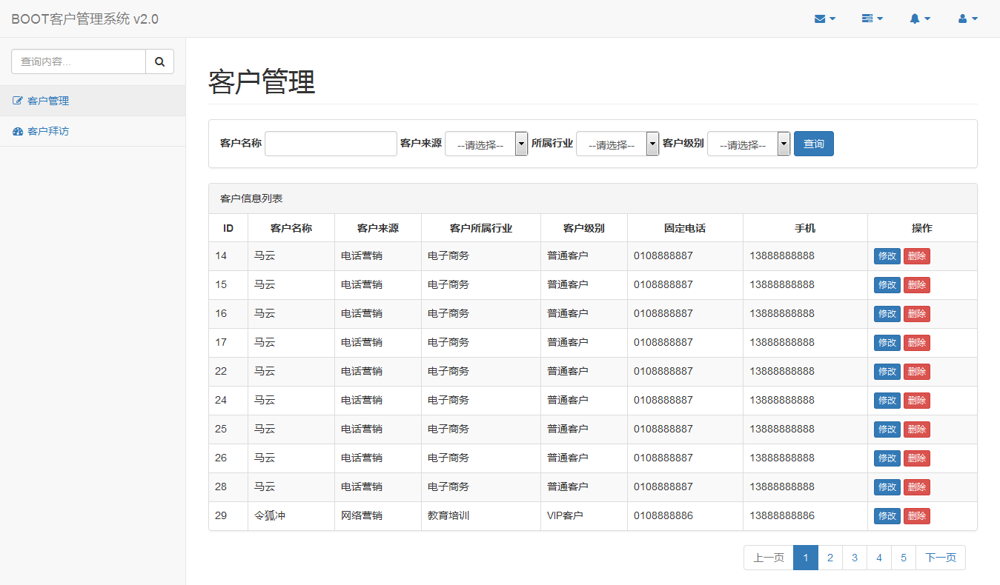 BOOT客户管理系统 v2.0
查询内容...
客户管理
客户拜访
客户管理
客户名称 客户来源 --请选择-- 所属行业 --请选择-- 客户级别 --请选择-- 查询
客户信息列表
ID 客户名称 客户来源 客户所属行业 客户级别 固定电话 手机 操作
14 马云 电话营销 电子商务 普通客户 0108888887 13888888888 修改 删除
15 马云 电话营销 电子商务 普通客户 0108888887 13888888888 修改 删除
16 马云 电话营销 电子商务 普通客户 0108888887 13888888888 修改 删除
17 马云 电话营销 电子商务 普通客户 0108888887 13888888888 修改 删除
22 马云 电话营销 电子商务 普通客户 0108888887 13888888888 修改 删除
24 马云 电话营销 电子商务 普通客户 0108888887 13888888888 修改 删除
25 马云 电话营销 电子商务 普通客户 0108888887 13888888888 修改 删除
26 马云 电话营销 电子商务 普通客户 0108888887 13888888888 修改 删除
28 马云 电话营销 电子商务 普通客户 0108888887 13888888888 修改 删除
29 令狐冲 网络营销 教育培训 VIP客户 0108888886 13888888886 修改 删除
上一页 1 2 3 4 5 下一页